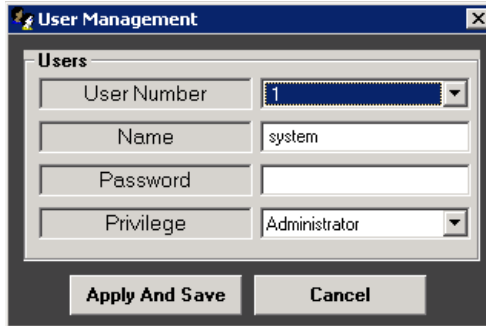 User Management
Users
User Number 1
Name system
Password
Privilege Administrator
Apply And Save Cancel